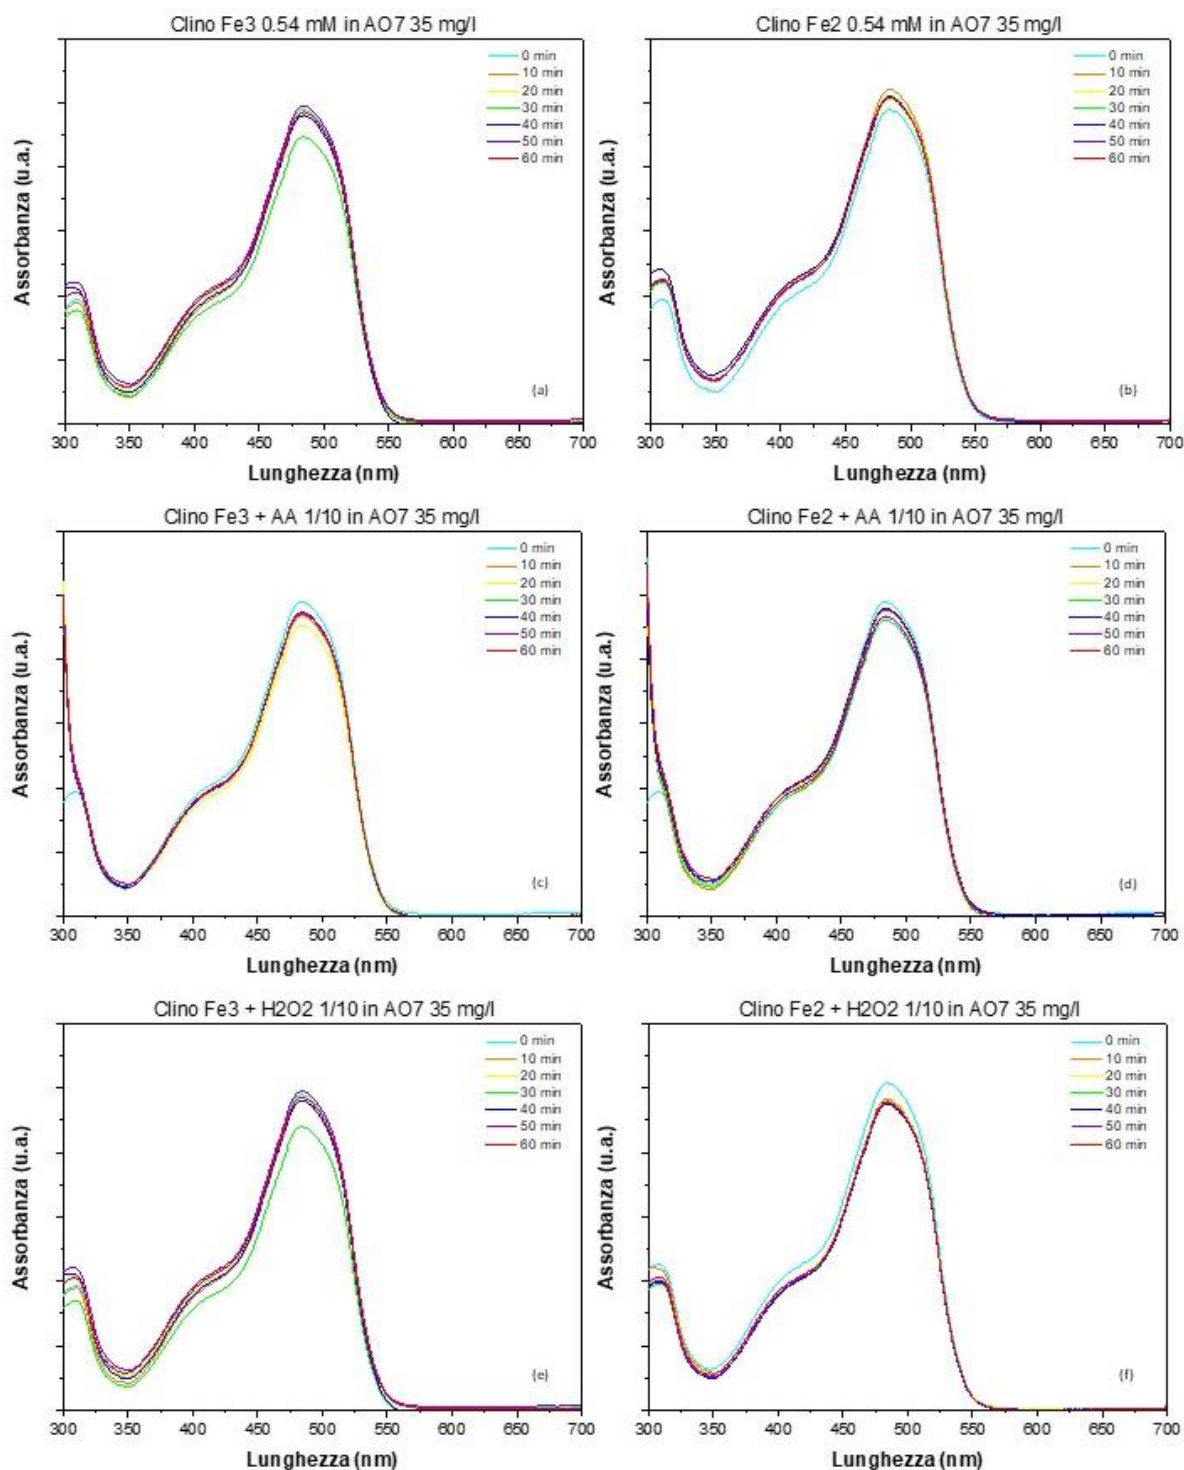 Clino Fe3 0.54 mM in AO7 35 mg/l
0 min
10 min
20 min
30 min
40 min
50 min
60 min
Assorbanza (u.a.)
(a)
300 350 400 450 500 550 600 650 700
Lunghezza (nm)
Clino Fe2 0.54 mM in AO7 35 mg/l
0 min
10 min
20 min
30 min
40 min
50 min
60 min
Assorbanza (u.a.)
(b)
300 350 400 450 500 550 600 650 700
Lunghezza (nm)
Clino Fe3 + AA 1/10 in AO7 35 mg/l
0 min
10 min
20 min
30 min
40 min
50 min
60 min
Assorbanza (u.a.)
(c)
300 350 400 450 500 550 600 650 700
Lunghezza (nm)
Clino Fe2 + AA 1/10 in AO7 35 mg/l
0 min
10 min
20 min
30 min
40 min
50 min
60 min
Assorbanza (u.a.)
(d)
300 350 400 450 500 550 600 650 700
Lunghezza (nm)
Clino Fe3 + H2O2 1/10 in AO7 35 mg/l
0 min
10 min
20 min
30 min
40 min
50 min
60 min
Assorbanza (u.a.)
(e)
300 350 400 450 500 550 600 650 700
Lunghezza (nm)
Clino Fe2 + H2O2 1/10 in AO7 35 mg/l
0 min
10 min
20 min
30 min
40 min
50 min
60 min
Assorbanza (u.a.)
(f)
300 350 400 450 500 550 600 650 700
Lunghezza (nm)